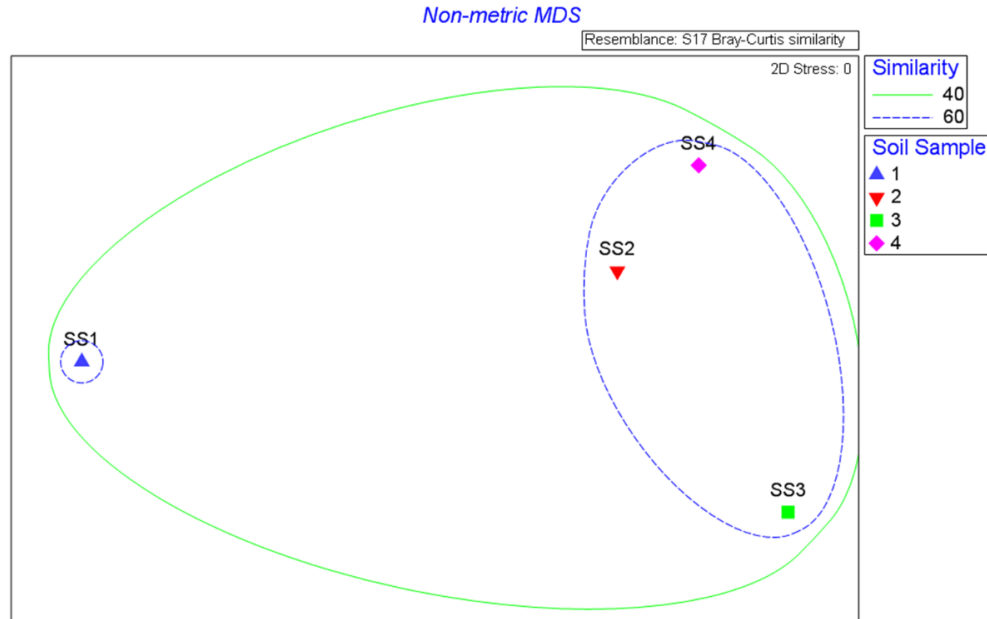 Non-metric MDS
Resemblance: S17 Bray-Curtis similarity
2D Stress: 0
Similarity
40
60
Soil Sample
1
2
3
4
SS4
SS2
SS1
SS3